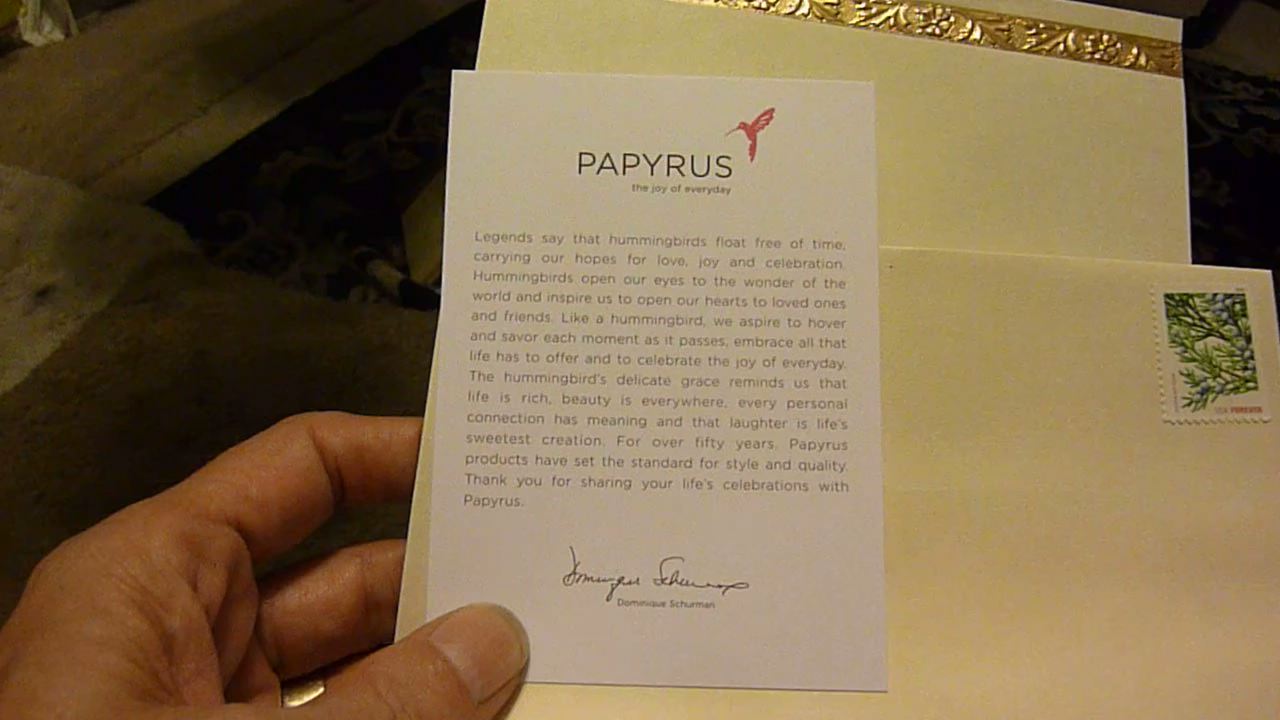 PAPYRUS
the joy of everyday
Legends say that hummingbirds float free of time,
carrying our hopes for love, joy and celebration.
Hummingbirds open our eyes to the wonder of the
world and inspire us to open our hearts to loved ones
and friends. Like a hummingbird, we aspire to hover
and savor each moment as it passes, embrace all that
life has to offer and to celebrate the joy of everyday.
The hummingbird's delicate grace reminds us that
life is rich, beauty is everywhere, every personal
connection has meaning and that laughter is life's
sweetest creation. For over fifty years, Papyrus
products have set the standard for style and quality.
Thank you for sharing your life's celebrations with
Papyrus.
Dominique Schurman
Dominique Schurman
USA FOREVER